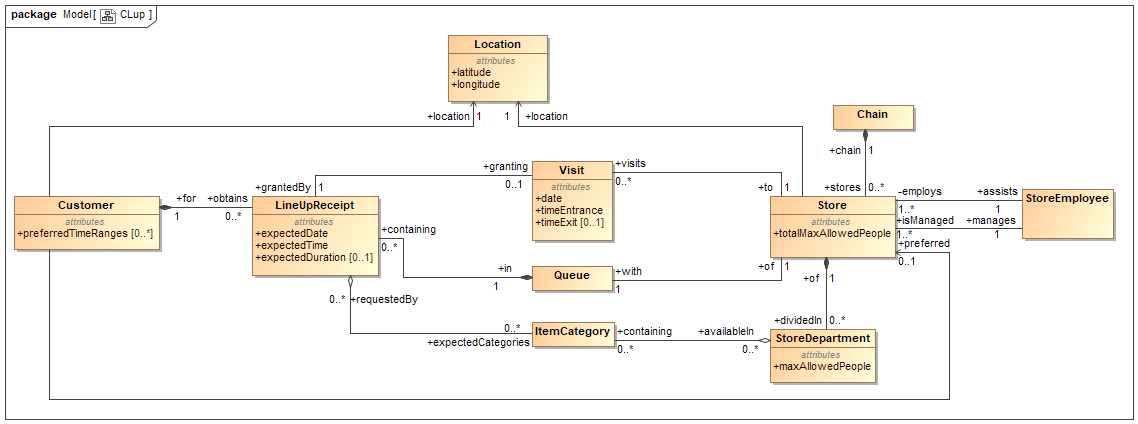 package Model[ CLup ]
Location
attributes
+latitude
+longitude
+location 1
1 +location
Chain
+chain 1
+stores 0..*
Customer
attributes
+preferredTimeRanges [0..*]
+for
1
+obtains
0..*
LineUpReceipt
attributes
+expectedDate
+expectedTime
+expectedDuration [0..1]
+grantedBy 1
+granting
0..1
Visit
attributes
+date
+timeEntrance
+timeExit [0..1]
+visits
0..*
+to 1
Store
attributes
+totalMaxAllowedPeople
-employs
1..*
+assists
1
+isManaged
1..*
+manages
1
StoreEmployee
+preferred
0..1
+containing
0..*
+in
1
Queue
+with
1
+of 1
+of 1
+dividedIn 0..*
0..* +requestedBy
0..*
+expectedCategories
ItemCategory
+containing
0..*
+availableIn
0..*
StoreDepartment
attributes
+maxAllowedPeople